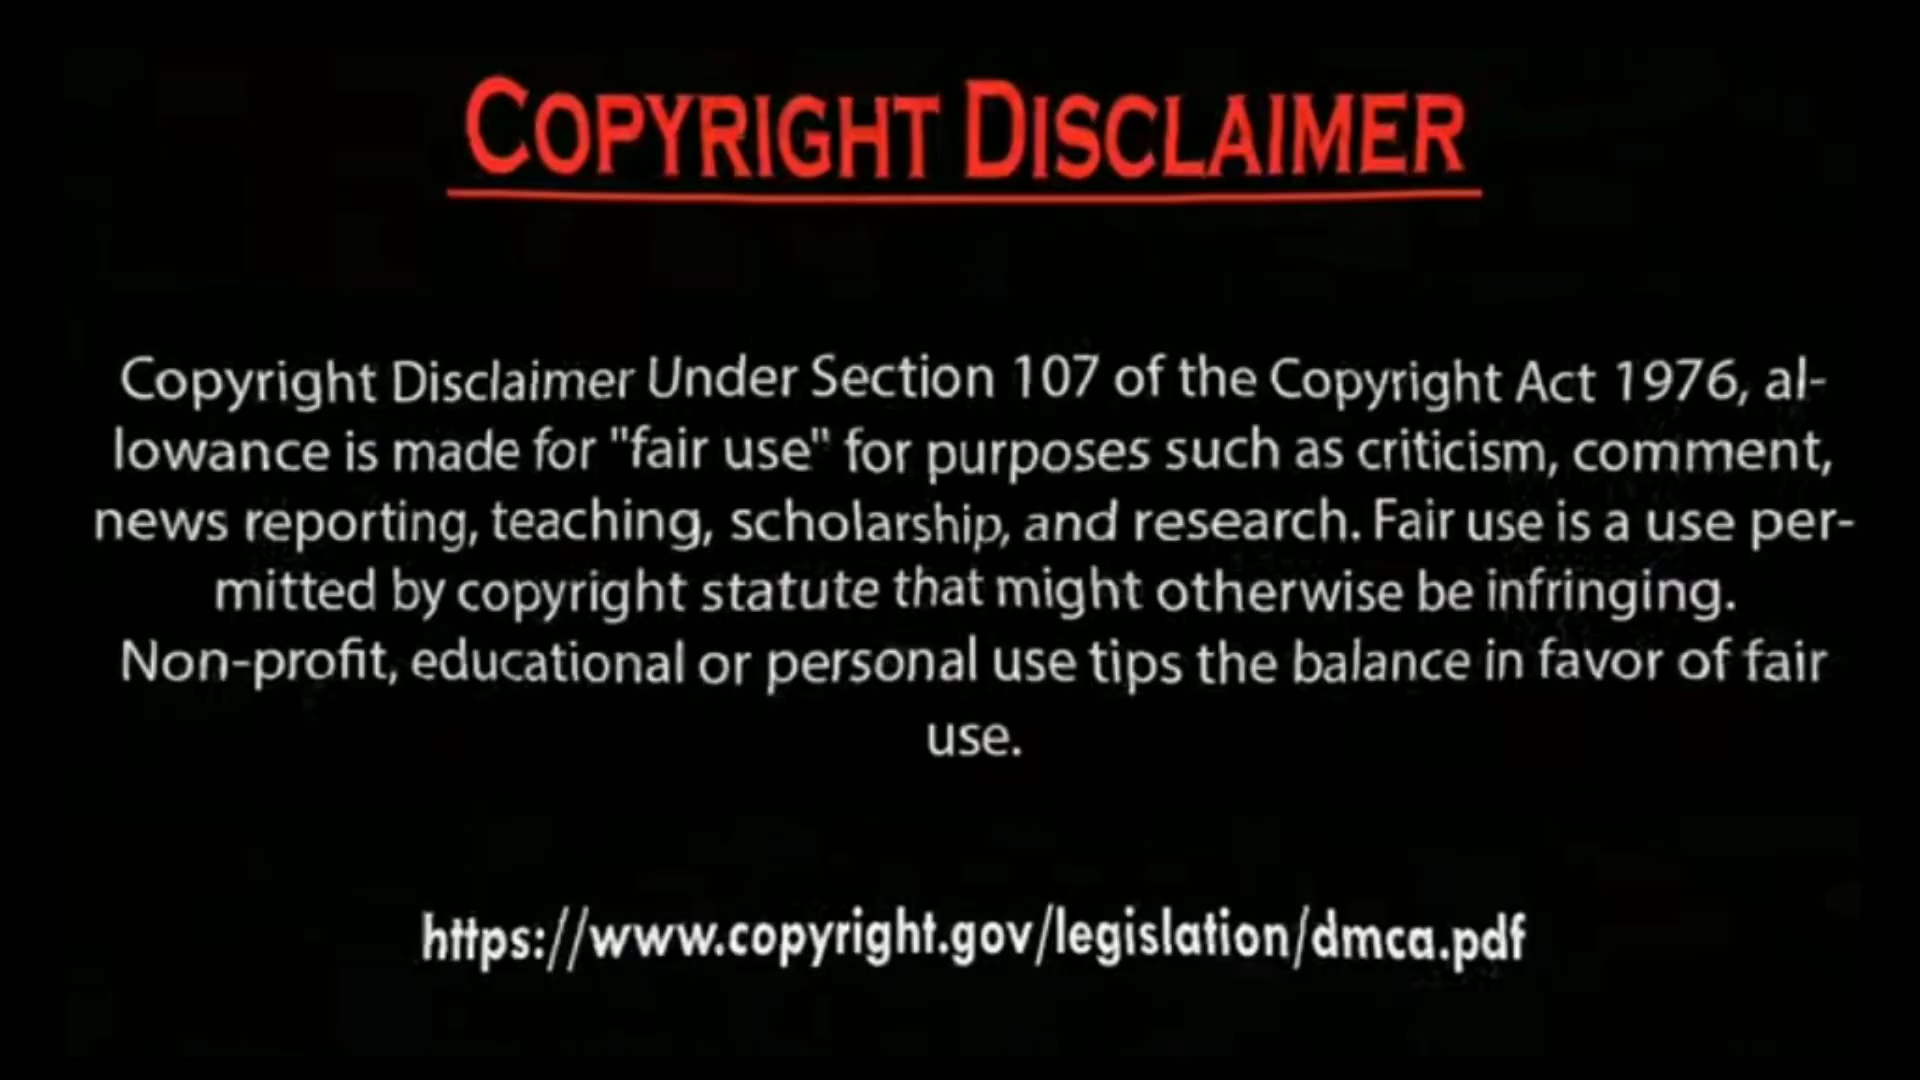 COPYRIGHT DISCLAIMER
Copyright Disclaimer Under Section 107 of the Copyright Act 1976, al-
lowance is made for "fair use" for purposes such as criticism, comment,
news reporting, teaching, scholarship, and research. Fair use is a use per-
mitted by copyright statute that might otherwise be infringing.
Non-profit, educational or personal use tips the balance in favor of fair
use.
https://www.copyright.gov/legislation/dmca.pdf